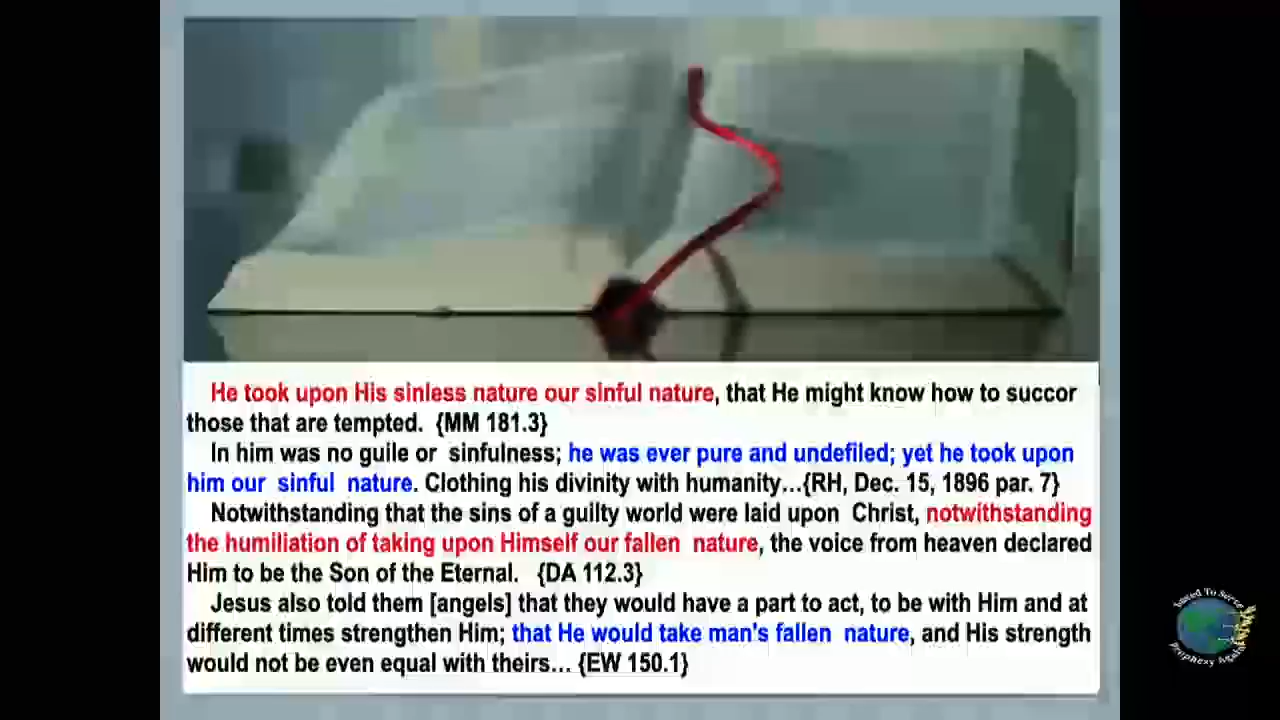 He took upon His sinless nature our sinful nature, that He might know how to succor
those that are tempted. {MM 181.3}
In him was no guile or sinfulness; he was ever pure and undefiled; yet he took upon
him our sinful nature. Clothing his divinity with humanity…{RH, Dec. 15, 1896 par. 7}
Notwithstanding that the sins of a guilty world were laid upon Christ, notwithstanding
the humiliation of taking upon Himself our fallen nature, the voice from heaven declared
Him to be the Son of the Eternal. {DA 112.3}
Jesus also told them [angels] that they would have a part to act, to be with Him and at
different times strengthen Him; that He would take man's fallen nature, and His strength
would not be even equal with theirs… {EW 150.1}
To Serve
Prophesy Again